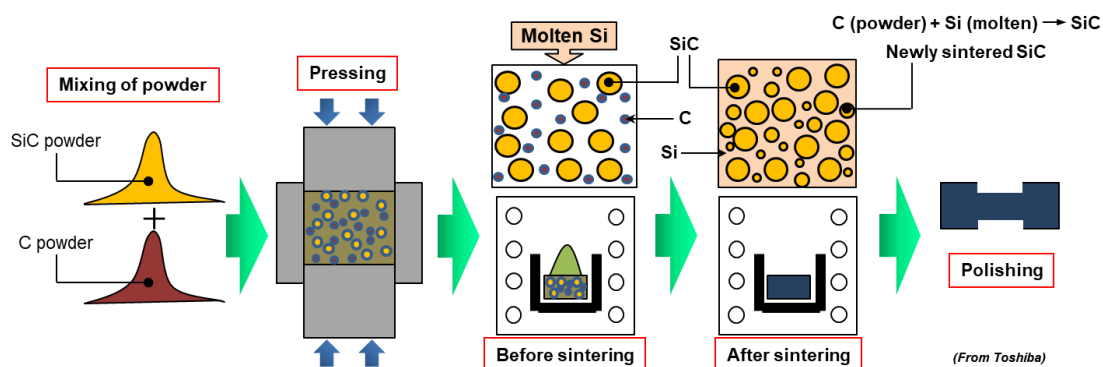 Mixing of powder
SiC powder
+
C powder
Pressing
Molten Si
SiC
C
Si
Before sintering
C (powder) + Si (molten) → SiC
Newly sintered SiC
After sintering
Polishing
(From Toshiba)